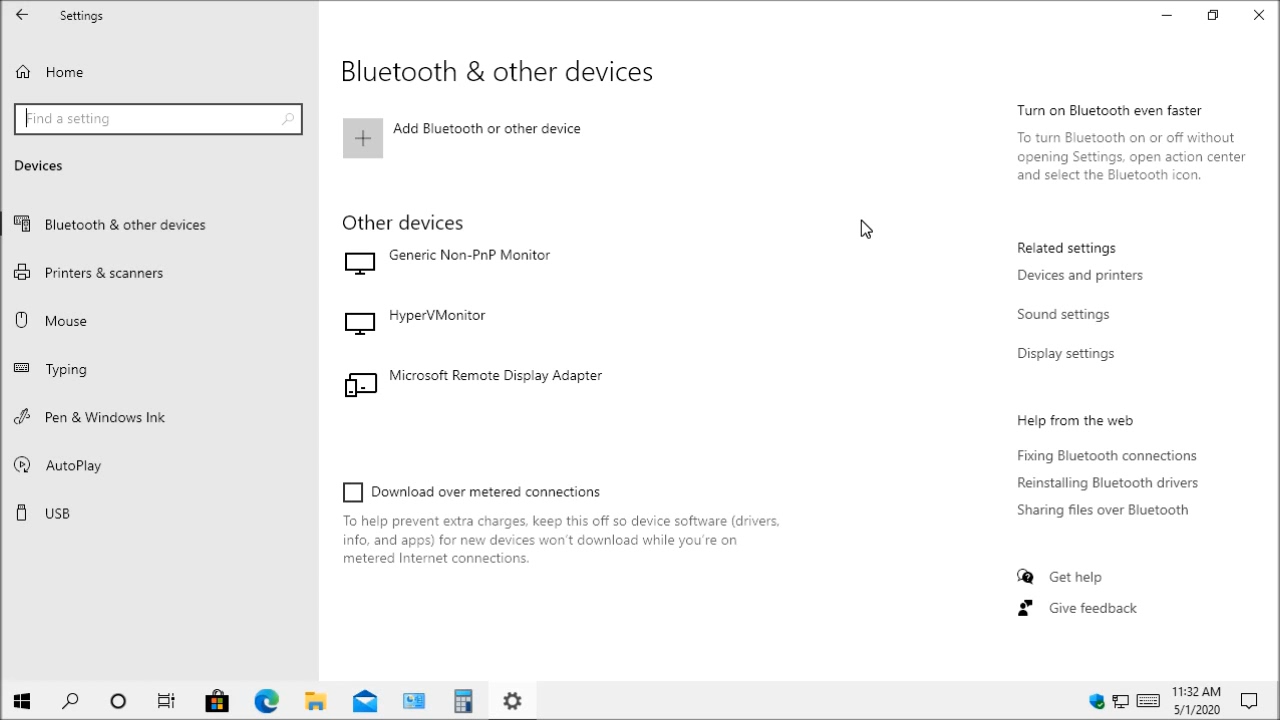 Settings
Home
Find a setting
Devices
Bluetooth & other devices
Printers & scanners
Mouse
Typing
Pen & Windows Ink
AutoPlay
USB
Bluetooth & other devices
Add Bluetooth or other device
Other devices
Generic Non-PnP Monitor
HyperVMonitor
Microsoft Remote Display Adapter
Download over metered connections
To help prevent extra charges, keep this off so device software (drivers,
info, and apps) for new devices won't download while you're on
metered Internet connections.
Turn on Bluetooth even faster
To turn Bluetooth on or off without
opening Settings, open action center
and select the Bluetooth icon.
Related settings
Devices and printers
Sound settings
Display settings
Help from the web
Fixing Bluetooth connections
Reinstalling Bluetooth drivers
Sharing files over Bluetooth
Get help
Give feedback
11:32 AM
5/1/2020